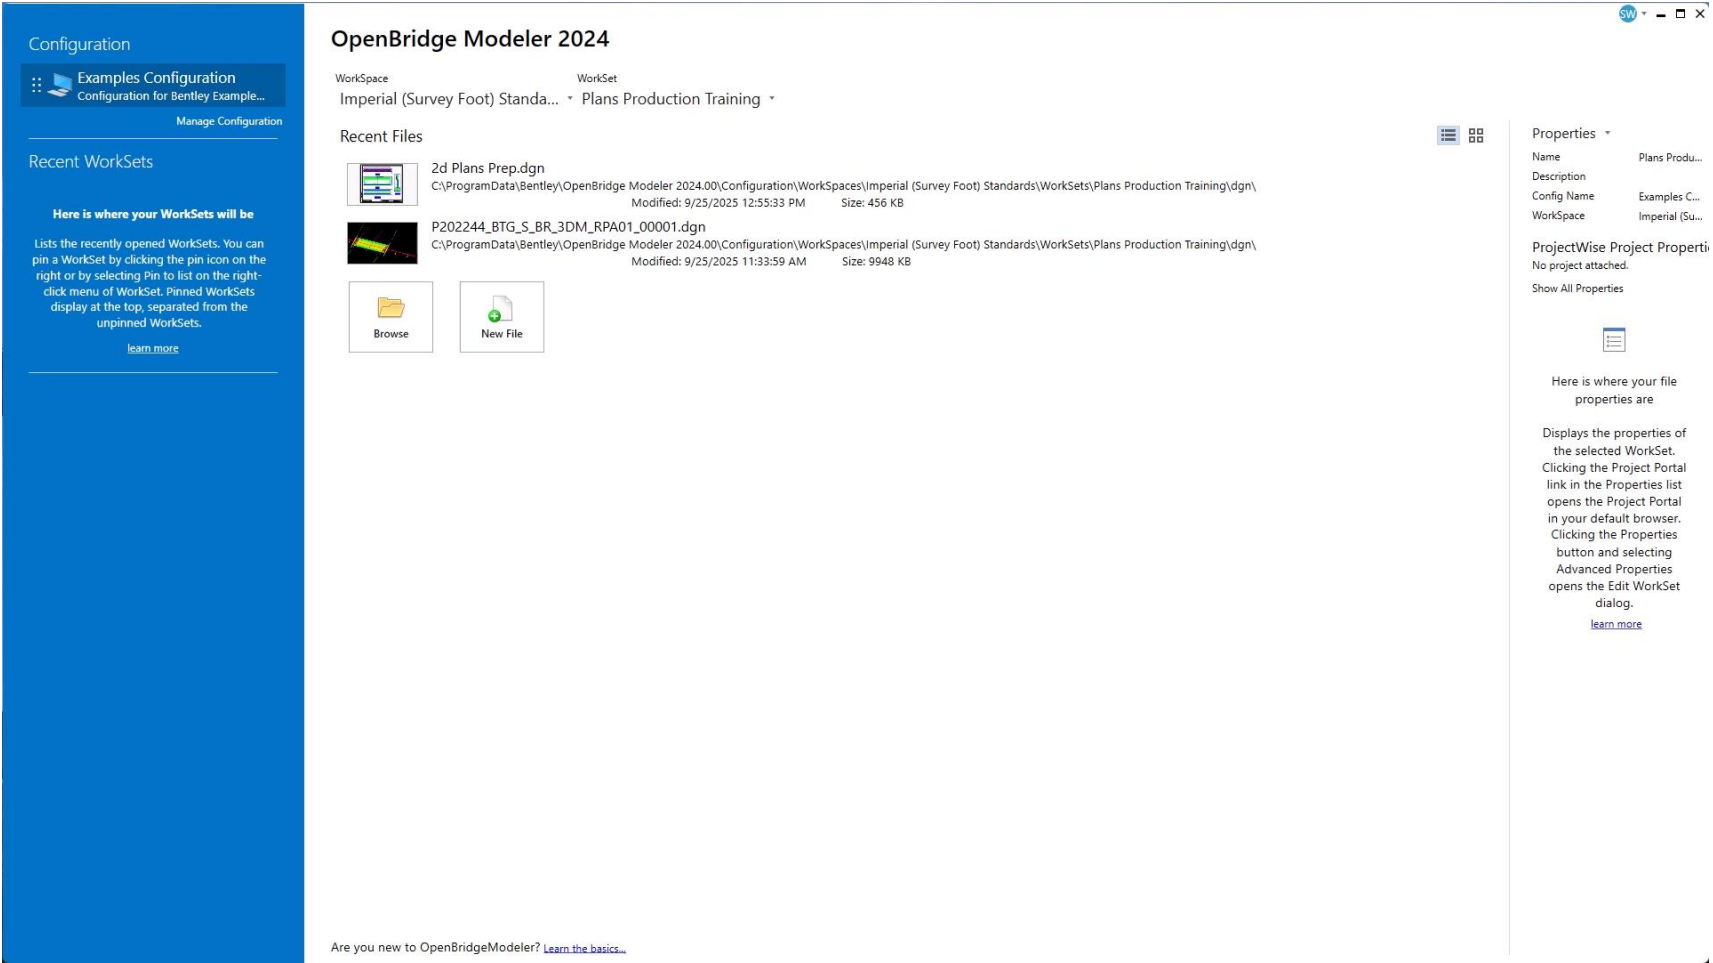 SW
Configuration
Examples Configuration
Configuration for Bentley Example...
Manage Configuration
Recent WorkSets
Here is where your WorkSets will be
Lists the recently opened WorkSets. You can
pin a WorkSet by clicking the pin icon on the
right or by selecting Pin to list on the right-
click menu of WorkSet. Pinned WorkSets
display at the top, separated from the
unpinned WorkSets.
learn more
OpenBridge Modeler 2024
WorkSpace WorkSet
Imperial (Survey Foot) Standa... Plans Production Training
Recent Files
2d Plans Prep.dgn
C:\ProgramData\Bentley\OpenBridge Modeler 2024.00\Configuration\WorkSpaces\Imperial (Survey Foot) Standards\WorkSets\Plans Production Training\dgn\
Modified: 9/25/2025 12:55:33 PM Size: 456 KB
P202244_BTG_S_BR_3DM_RPA01_00001.dgn
C:\ProgramData\Bentley\OpenBridge Modeler 2024.00\Configuration\WorkSpaces\Imperial (Survey Foot) Standards\WorkSets\Plans Production Training\dgn\
Modified: 9/25/2025 11:33:59 AM Size: 9948 KB
Browse New File
Are you new to OpenBridgeModeler? Learn the basics...
Properties
Name Plans Produ...
Description
Config Name Examples C...
WorkSpace Imperial (Su...
ProjectWise Project Properti
No project attached.
Show All Properties
Here is where your file
properties are
Displays the properties of
the selected WorkSet.
Clicking the Project Portal
link in the Properties list
opens the Project Portal
in your default browser.
Clicking the Properties
button and selecting
Advanced Properties
opens the Edit WorkSet
dialog.
learn more